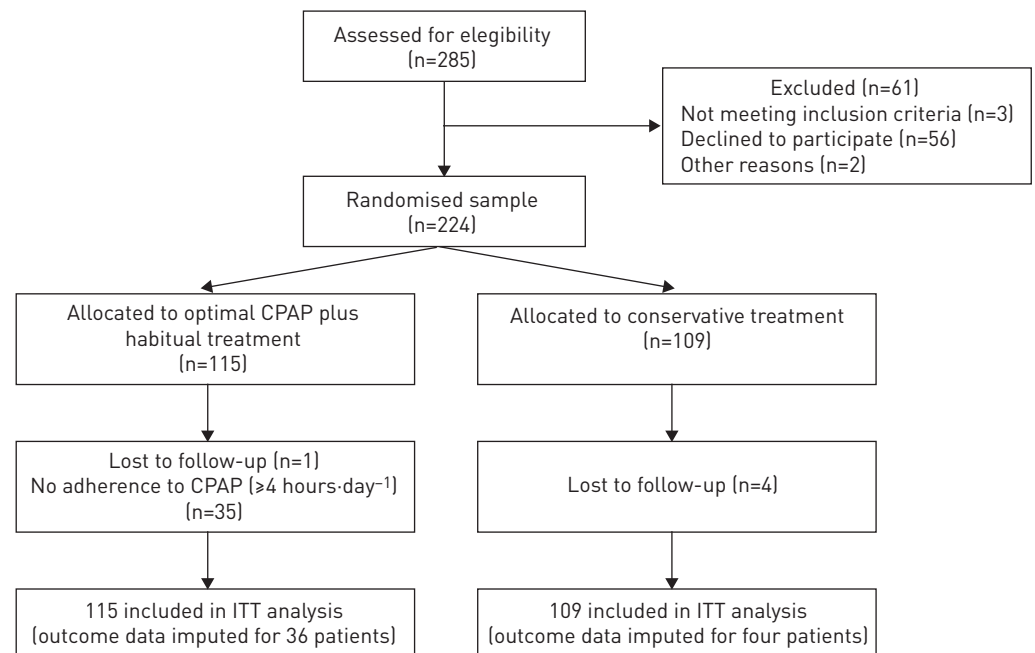 Assessed for elegibility
(n=285)
Excluded (n=61)
Not meeting inclusion criteria (n=3)
Declined to participate (n=56)
Other reasons (n=2)
Randomised sample
(n=224)
Allocated to optimal CPAP plus
habitual treatment
(n=115)
Allocated to conservative treatment
(n=109)
Lost to follow-up (n=1)
No adherence to CPAP (⩾4 hours·day⁻¹)
(n=35)
Lost to follow-up (n=4)
115 included in ITT analysis
(outcome data imputed for 36 patients)
109 included in ITT analysis
(outcome data imputed for four patients)